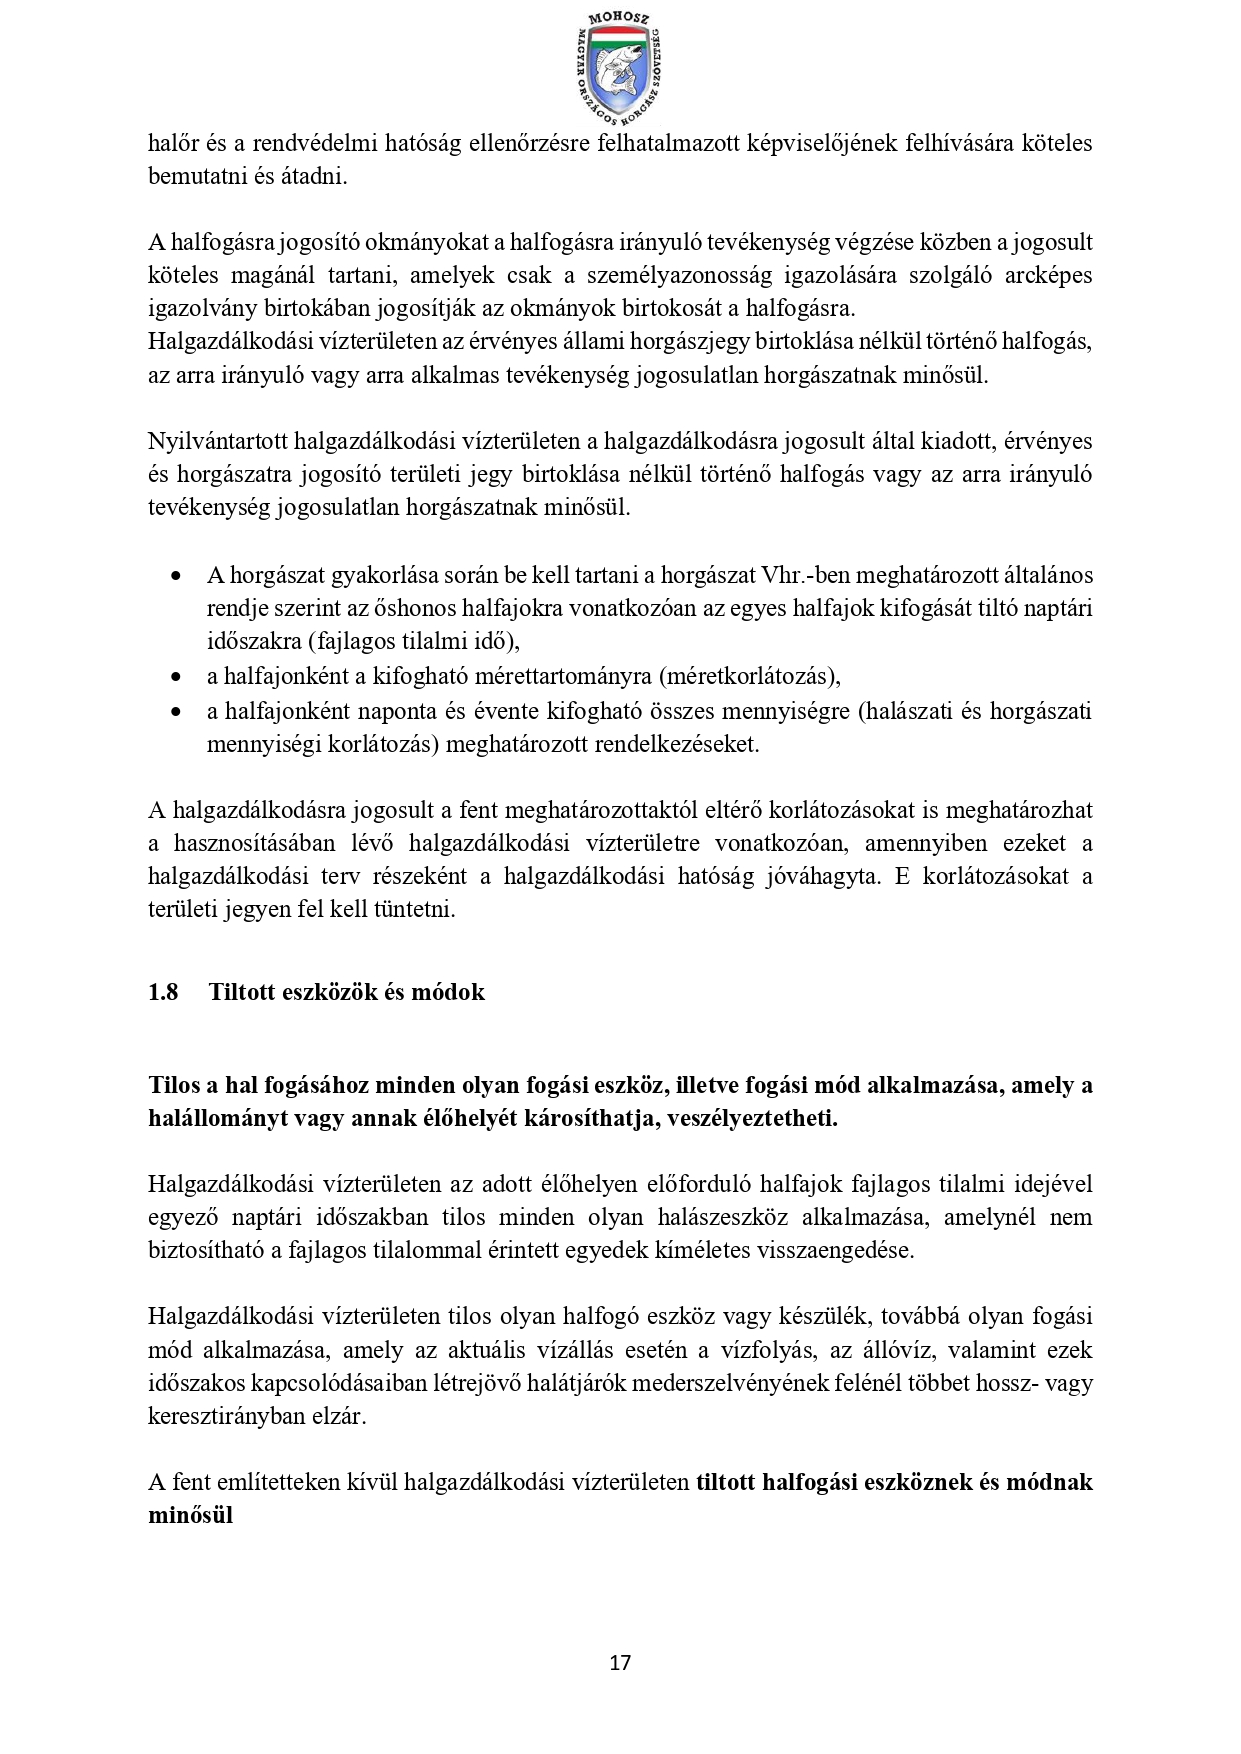 MOHOSZ
MAGYAR ORSZÁGOS HORGÁSZ SZÖVETSÉG
halőr és a rendvédelmi hatóság ellenőrzésre felhatalmazott képviselőjének felhívására köteles
bemutatni és átadni.
A halfogásra jogosító okmányokat a halfogásra irányuló tevékenység végzése közben a jogosult
köteles magánál tartani, amelyek csak a személyazonosság igazolására szolgáló arcképes
igazolvány birtokában jogosítják az okmányok birtokosát a halfogásra.
Halgazdálkodási vízterületen az érvényes állami horgászjegy birtoklása nélkül történő halfogás,
az arra irányuló vagy arra alkalmas tevékenység jogosulatlan horgászatnak minősül.
Nyilvántartott halgazdálkodási vízterületen a halgazdálkodásra jogosult által kiadott, érvényes
és horgászatra jogosító területi jegy birtoklása nélkül történő halfogás vagy az arra irányuló
tevékenység jogosulatlan horgászatnak minősül.
• A horgászat gyakorlása során be kell tartani a horgászat Vhr.-ben meghatározott általános
rendje szerint az őshonos halfajokra vonatkozóan az egyes halfajok kifogását tiltó naptári
időszakra (fajlagos tilalmi idő),
• a halfajonként a kifogható mérettartományra (méretkorlátozás),
• a halfajonként naponta és évente kifogható összes mennyiségre (halászati és horgászati
mennyiségi korlátozás) meghatározott rendelkezéseket.
A halgazdálkodásra jogosult a fent meghatározottaktól eltérő korlátozásokat is meghatározhat
a hasznosításában lévő halgazdálkodási vízterületre vonatkozóan, amennyiben ezeket a
halgazdálkodási terv részeként a halgazdálkodási hatóság jóváhagyta. E korlátozásokat a
területi jegyen fel kell tüntetni.
1.8 Tiltott eszközök és módok
Tilos a hal fogásához minden olyan fogási eszköz, illetve fogási mód alkalmazása, amely a
halállományt vagy annak élőhelyét károsíthatja, veszélyeztetheti.
Halgazdálkodási vízterületen az adott élőhelyen előforduló halfajok fajlagos tilalmi idejével
egyező naptári időszakban tilos minden olyan halászeszköz alkalmazása, amelynél nem
biztosítható a fajlagos tilalommal érintett egyedek kíméletes visszaengedése.
Halgazdálkodási vízterületen tilos olyan halfogó eszköz vagy készülék, továbbá olyan fogási
mód alkalmazása, amely az aktuális vízállás esetén a vízfolyás, az állóvíz, valamint ezek
időszakos kapcsolódásaiban létrejövő halátjárók mederszelvényének felénél többet hossz- vagy
keresztirányban elzár.
A fent említetteken kívül halgazdálkodási vízterületen tiltott halfogási eszköznek és módnak
minősül
17